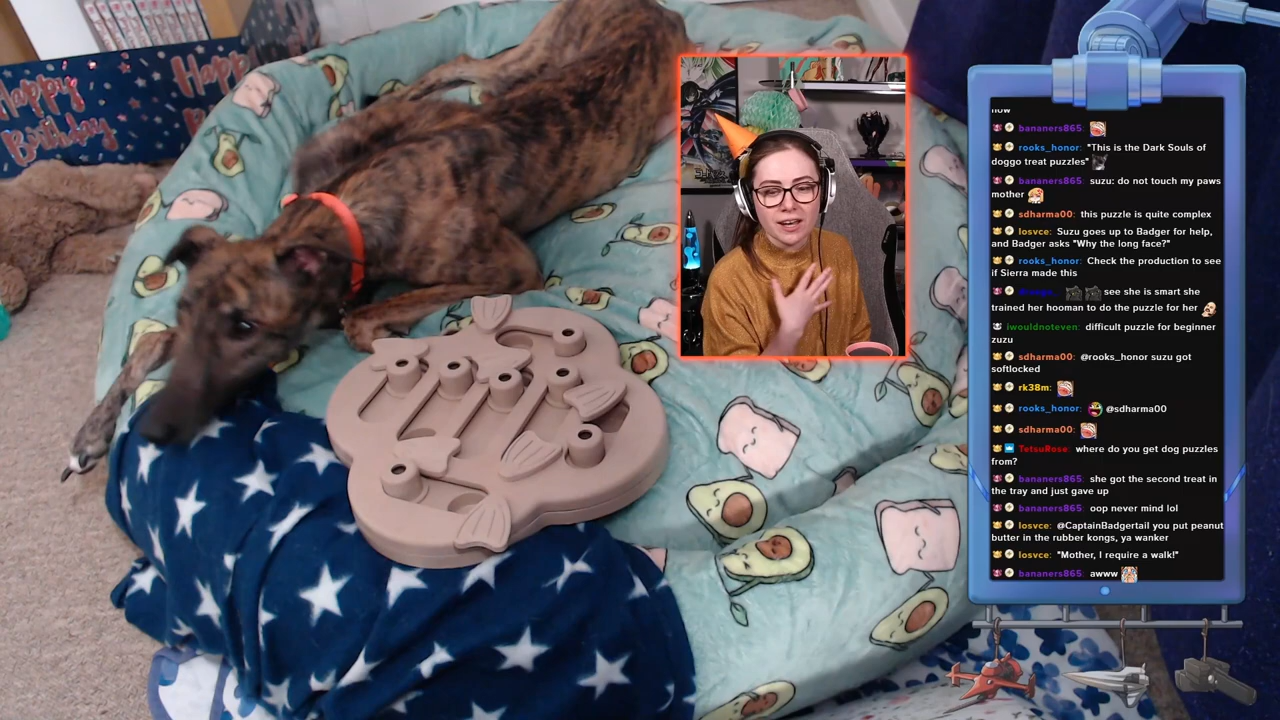 Happy
Birthday
Happy
now
bananers865:
rooks_honor: "This is the Dark Souls of
doggo treat puzzles"
bananers865: suzu: do not touch my paws
mother
sdharma00: this puzzle is quite complex
losvce: Suzu goes up to Badger for help,
and Badger asks "Why the long face?"
rooks_honor: Check the production to see
if Sierra made this
see she is smart she
trained her hooman to do the puzzle for her
iwouldnoteven: difficult puzzle for beginner
zuzu
sdharma00: @rooks_honor suzu got
softlocked
rk38m:
rooks_honor: @sdharma00
sdharma00:
TetsuRose: where do you get dog puzzles
from?
bananers865: she got the second treat in
the tray and just gave up
bananers865: oop never mind lol
losvce: @CaptainBadgertail you put peanut
butter in the rubber kongs, ya wanker
losvce: "Mother, I require a walk!"
bananers865: awww